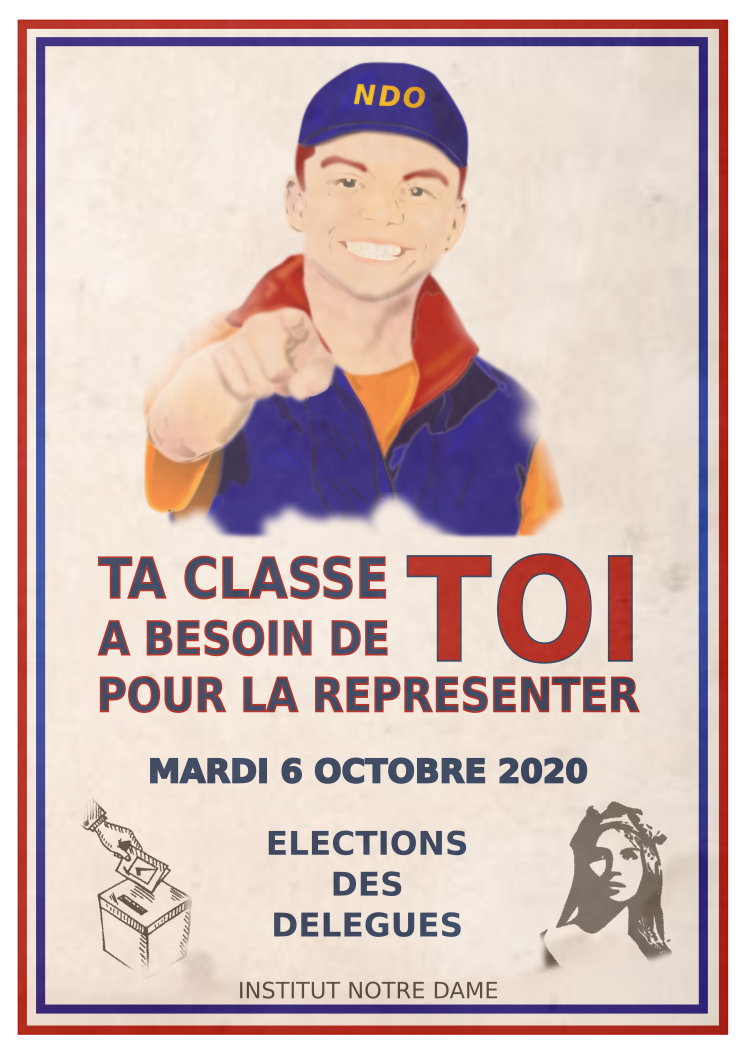 NDO
TA CLASSE TOI
A BESOIN DE
POUR LA REPRESENTER
MARDI 6 OCTOBRE 2020
ELECTIONS
DES
DELEGUES
INSTITUT NOTRE DAME